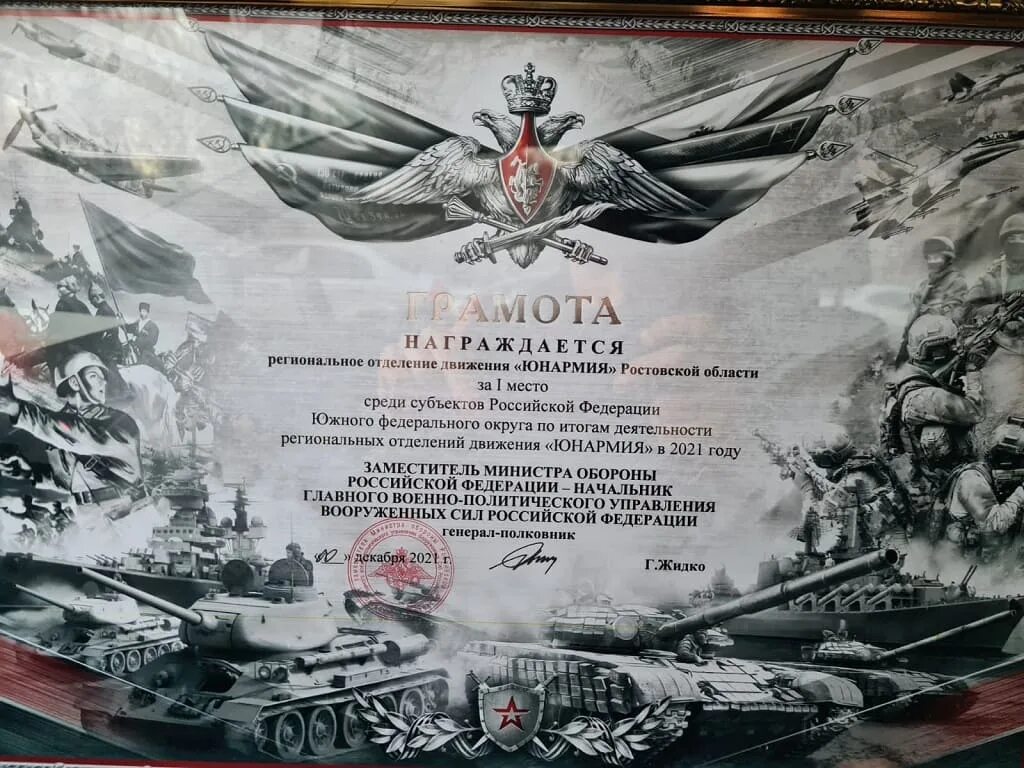 ГРАМОТА
НАГРАЖДАЕТСЯ
региональное отделение движения «ЮНАРМИЯ» Ростовской области
за I место
среди субъектов Российской Федерации
Южного федерального округа по итогам деятельности
региональных отделений движения «ЮНАРМИЯ» в 2021 году
ЗАМЕСТИТЕЛЬ МИНИСТРА ОБОРОНЫ
РОССИЙСКОЙ ФЕДЕРАЦИИ – НАЧАЛЬНИК
ГЛАВНОГО ВОЕННО-ПОЛИТИЧЕСКОГО УПРАВЛЕНИЯ
ВООРУЖЕННЫХ СИЛ РОССИЙСКОЙ ФЕДЕРАЦИИ
генерал-полковник
» декабря 2021 г.
Г.Жидко